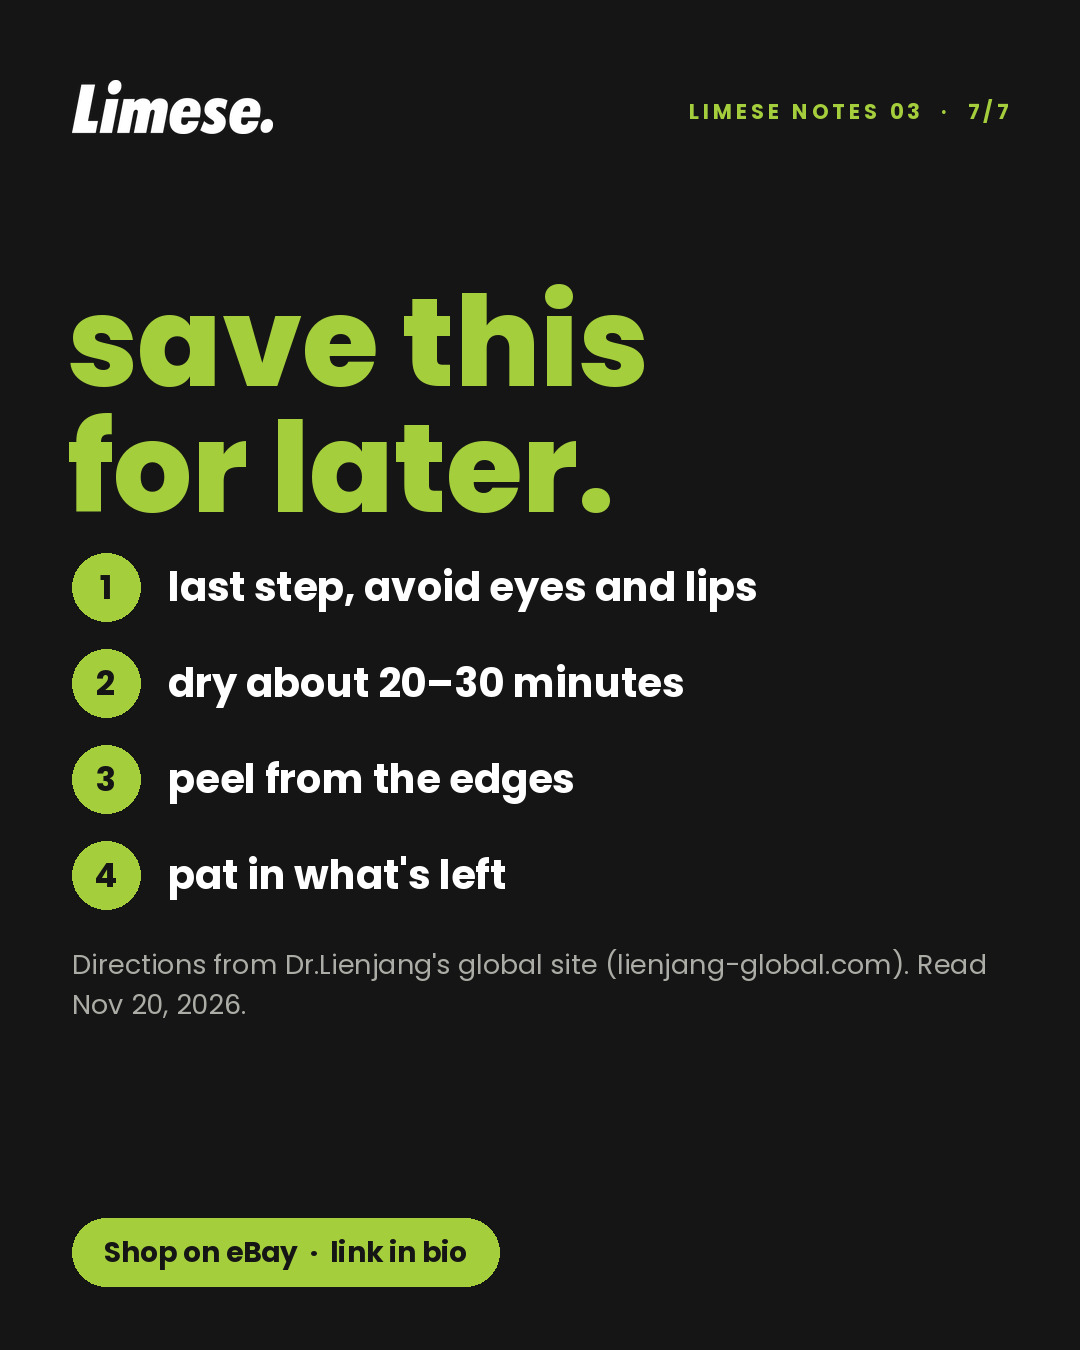 Limese.
LIMESE NOTES 03 · 7/7
save this
for later.
1 last step, avoid eyes and lips
2 dry about 20–30 minutes
3 peel from the edges
4 pat in what's left
Directions from Dr.Lienjang's global site (lienjang-global.com). Read
Nov 20, 2026.
Shop on eBay · link in bio